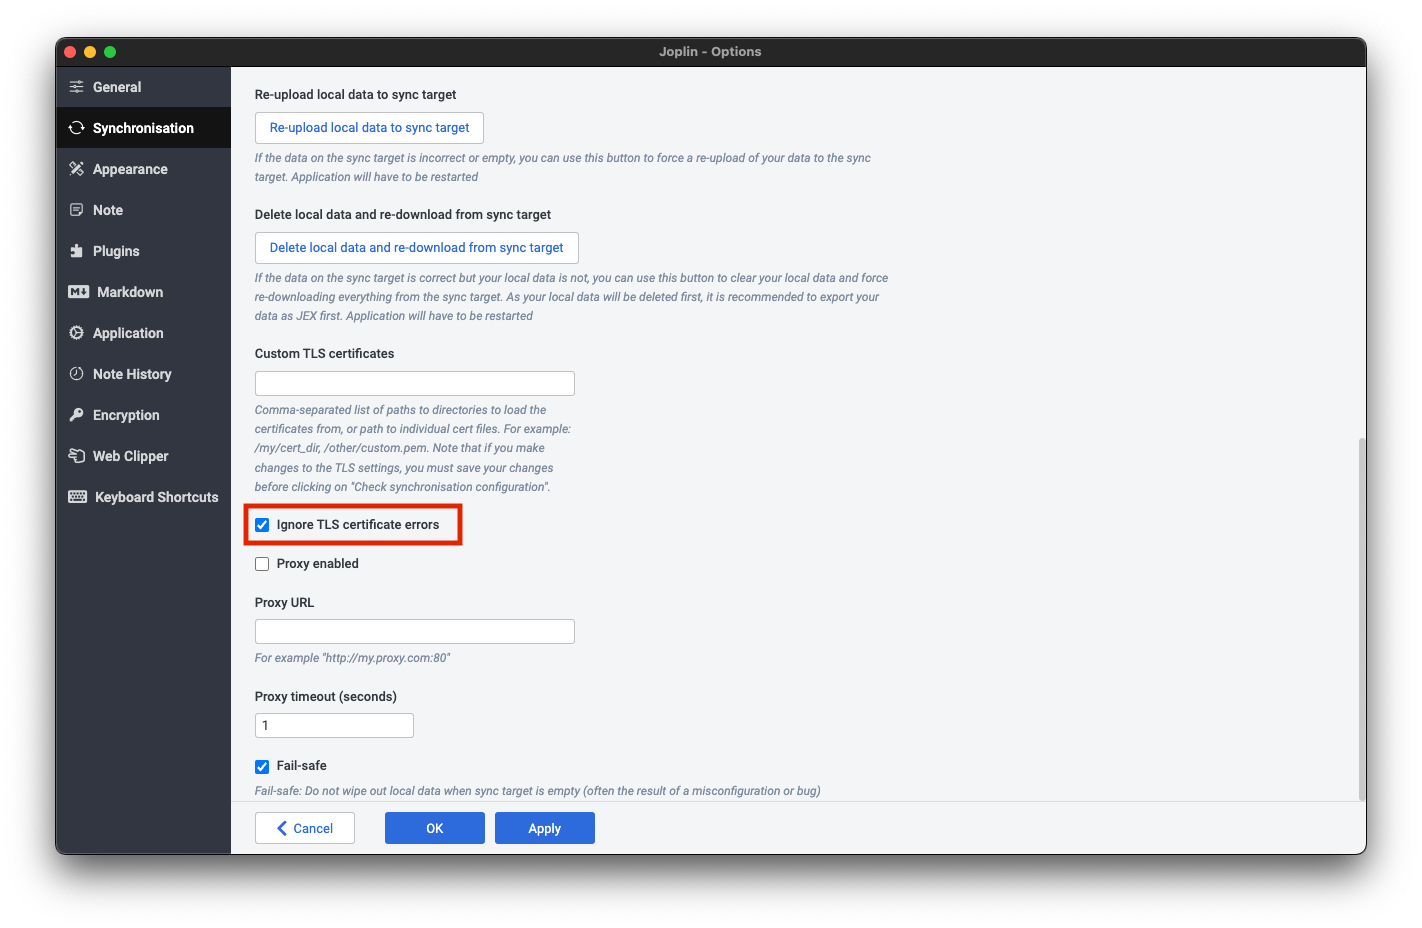 Joplin - Options
General
Synchronisation
Appearance
Note
Plugins
Markdown
Application
Note History
Encryption
Web Clipper
Keyboard Shortcuts
Re-upload local data to sync target
Re-upload local data to sync target
If the data on the sync target is incorrect or empty, you can use this button to force a re-upload of your data to the sync
target. Application will have to be restarted
Delete local data and re-download from sync target
Delete local data and re-download from sync target
If the data on the sync target is correct but your local data is not, you can use this button to clear your local data and force
re-downloading everything from the sync target. As your local data will be deleted first, it is recommended to export your
data as JEX first. Application will have to be restarted
Custom TLS certificates
Comma-separated list of paths to directories to load the
certificates from, or path to individual cert files. For example:
/my/cert_dir, /other/custom.pem. Note that if you make
changes to the TLS settings, you must save your changes
before clicking on "Check synchronisation configuration".
Ignore TLS certificate errors
Proxy enabled
Proxy URL
For example "http://my.proxy.com:80"
Proxy timeout (seconds)
1
Fail-safe
Fail-safe: Do not wipe out local data when sync target is empty (often the result of a misconfiguration or bug)
Cancel
OK
Apply